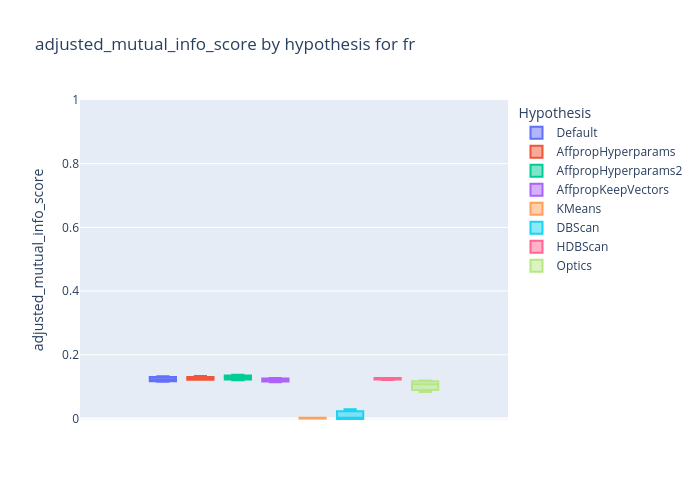 adjusted_mutual_info_score by hypothesis for fr
1
0.8
0.6
0.4
0.2
0
adjusted_mutual_info_score
Hypothesis
Default
AffpropHyperparams
AffpropHyperparams2
AffpropKeepVectors
KMeans
DBScan
HDBScan
Optics